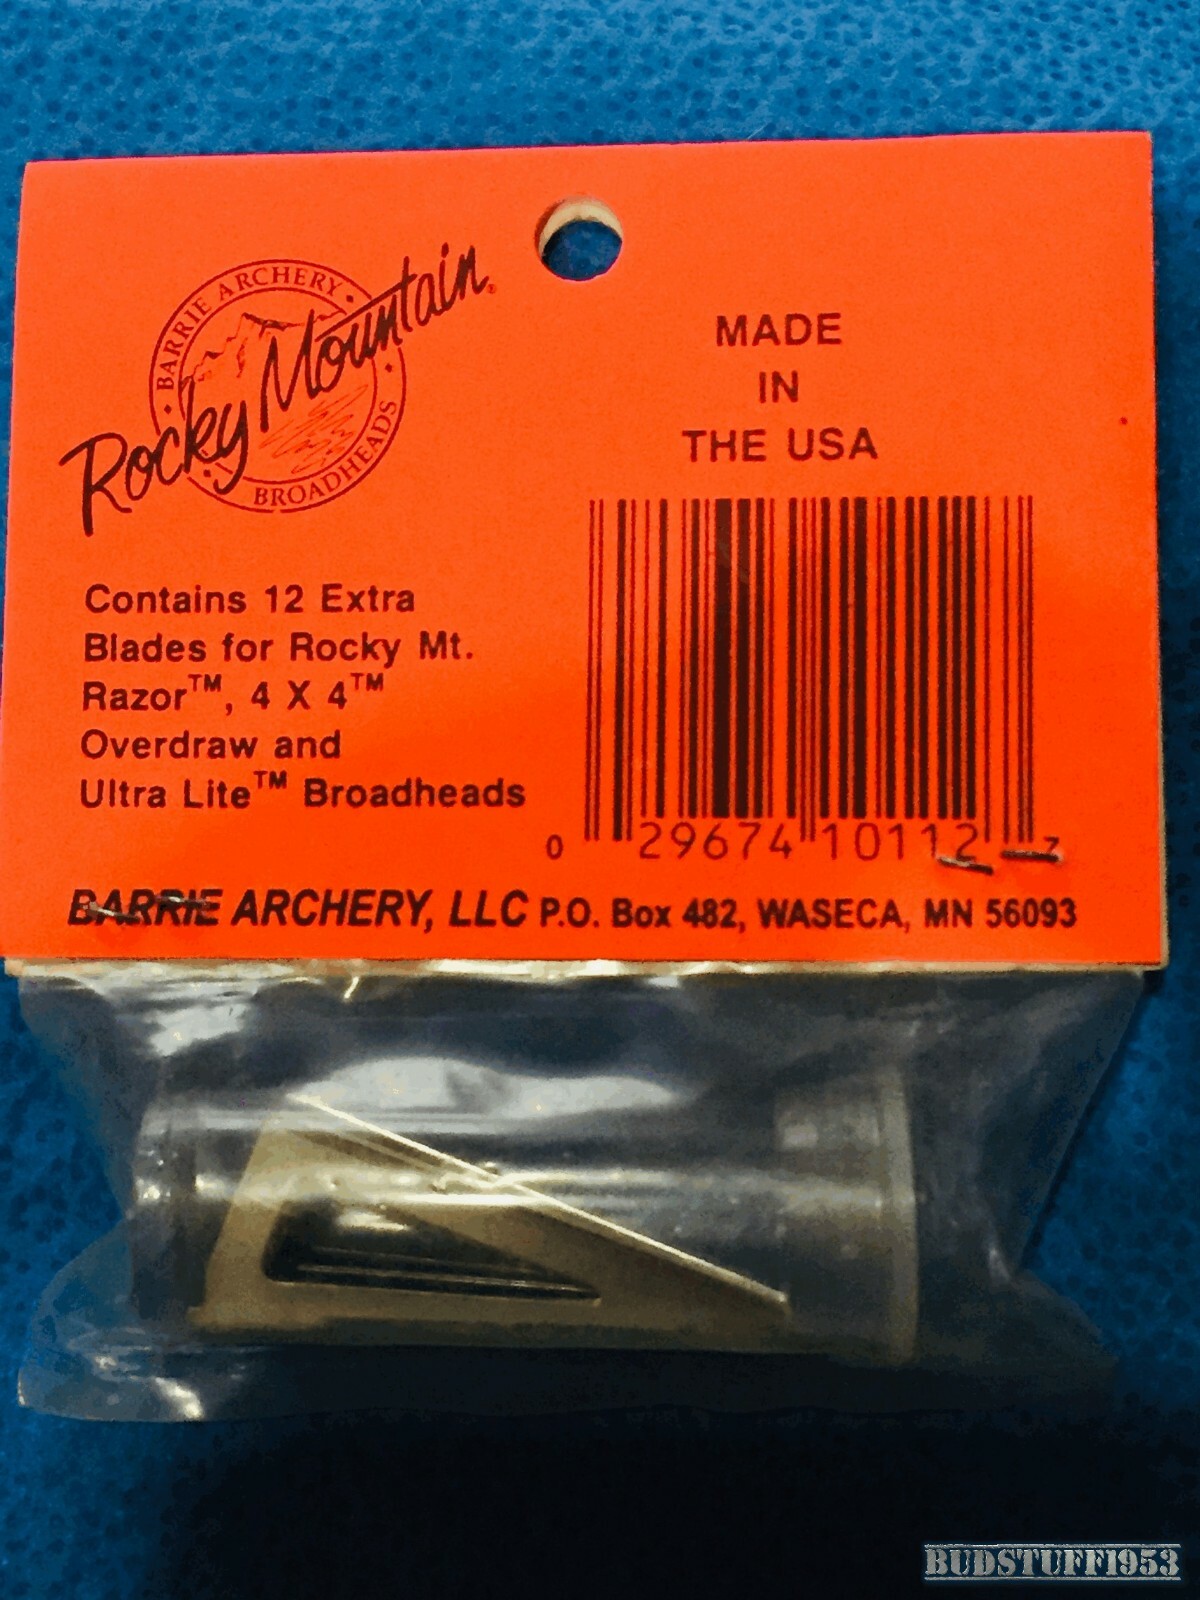 BARRIE ARCHERY
Rocky Mountain®
BROADHEADS
MADE
IN
THE USA
Contains 12 Extra
Blades for Rocky Mt.
Razor™, 4 X 4™
Overdraw and
Ultra Lite™ Broadheads
0 29674 10112 7
BARRIE ARCHERY, LLC P.O. Box 482, WASECA, MN 56093
BUDSTUFF1953